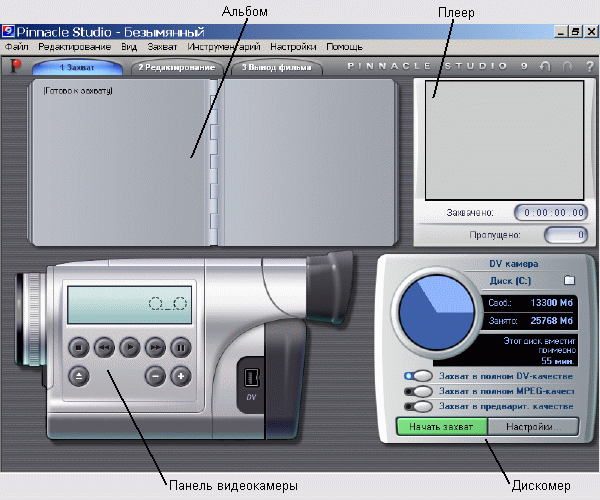 Альбом
Плеер
Pinnacle Studio - Безымянный
Файл Редактирование Вид Захват Инструментарий Настройки Помощь
1 Захват 2 Редактирование 3 Вывод фильма PINNACLE STUDIO 9
(Готово к захвату)
Захвачено: 0:00:00.00
Пропущено: 0
DV камера
Диск (C:)
Своб.: 13300 Мб
Занято: 25768 Мб
Этот диск вместит
примерно
55 мин.
Захват в полном DV-качестве
Захват в полном MPEG-качест
Захват в предварит. качестве
DV
Начать захват Настройки...
Панель видеокамеры
Дискомер